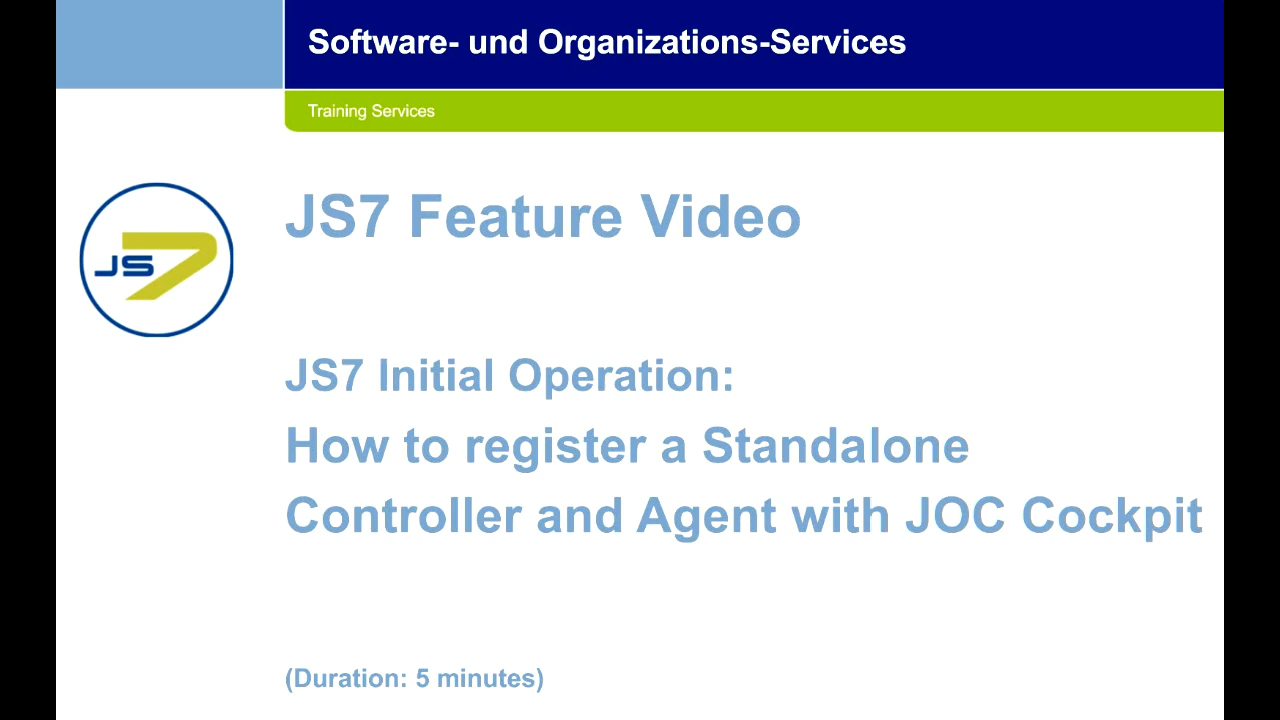 Software- und Organizations-Services
Training Services
JS7
JS7 Feature Video
JS7 Initial Operation:
How to register a Standalone
Controller and Agent with JOC Cockpit
(Duration: 5 minutes)